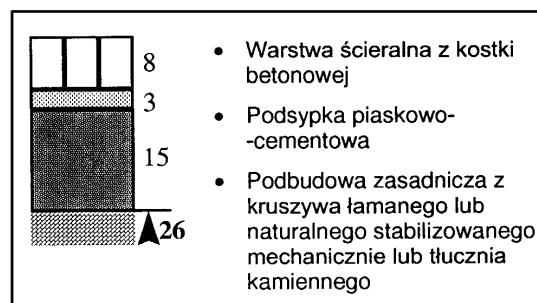 8
3
15
26
• Warstwa ścieralna z kostki
betonowej
• Podsypka piaskowo-
-cementowa
• Podbudowa zasadnicza z
kruszywa łamanego lub
naturalnego stabilizowanego
mechanicznie lub tłucznia
kamiennego